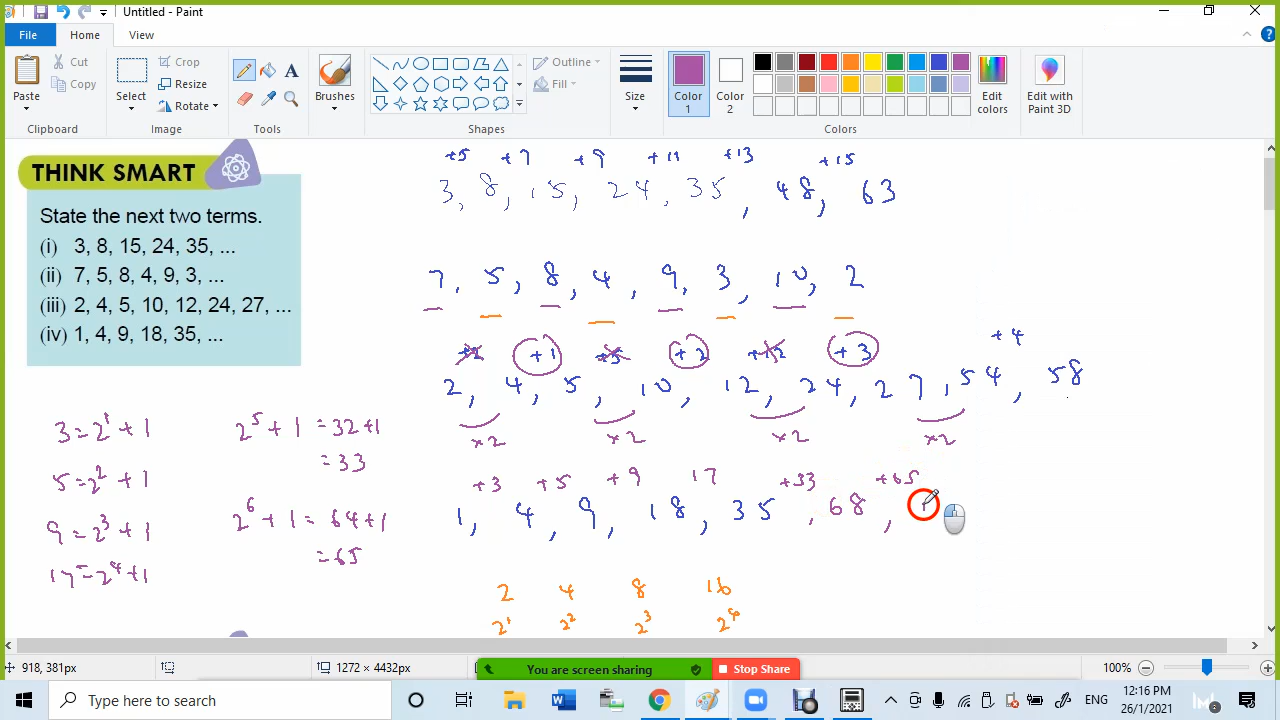 Untitled - Paint
File Home View
Cut
Copy
Paste
Clipboard
Select
Crop
Resize
Rotate
Image
Tools
Brushes
Shapes
Outline
Fill
Size
Color 1
Color 2
Colors
Edit colors
Edit with Paint 3D
THINK SMART
State the next two terms.
(i) 3, 8, 15, 24, 35, ...
(ii) 7, 5, 8, 4, 9, 3, ...
(iii) 2, 4, 5, 10, 12, 24, 27, ...
(iv) 1, 4, 9, 18, 35, ...
+5 +7 +9 +11 +13 +15
3, 8, 15, 24, 35, 48, 63
7, 5, 8, 4, 9, 3, 10, 2
+1 +2 +3 +4
2, 4, 5, 10, 12, 24, 27, 54, 58
×2 ×2 ×2 ×2
+3 +5 +9 17 +33 +65
1, 4, 9, 18, 35, 68,
2 4 8 16
2¹ 2² 2³ 2⁴
3 = 2¹ + 1
5 = 2² + 1
9 = 2³ + 1
17 = 2⁴ + 1
2⁵ + 1 = 32 + 1
= 33
2⁶ + 1 = 64 + 1
= 65
918, 381px
1272 × 4432px
You are screen sharing
Stop Share
100%
Type here to search
ENG
12:16 PM
26/1/2021